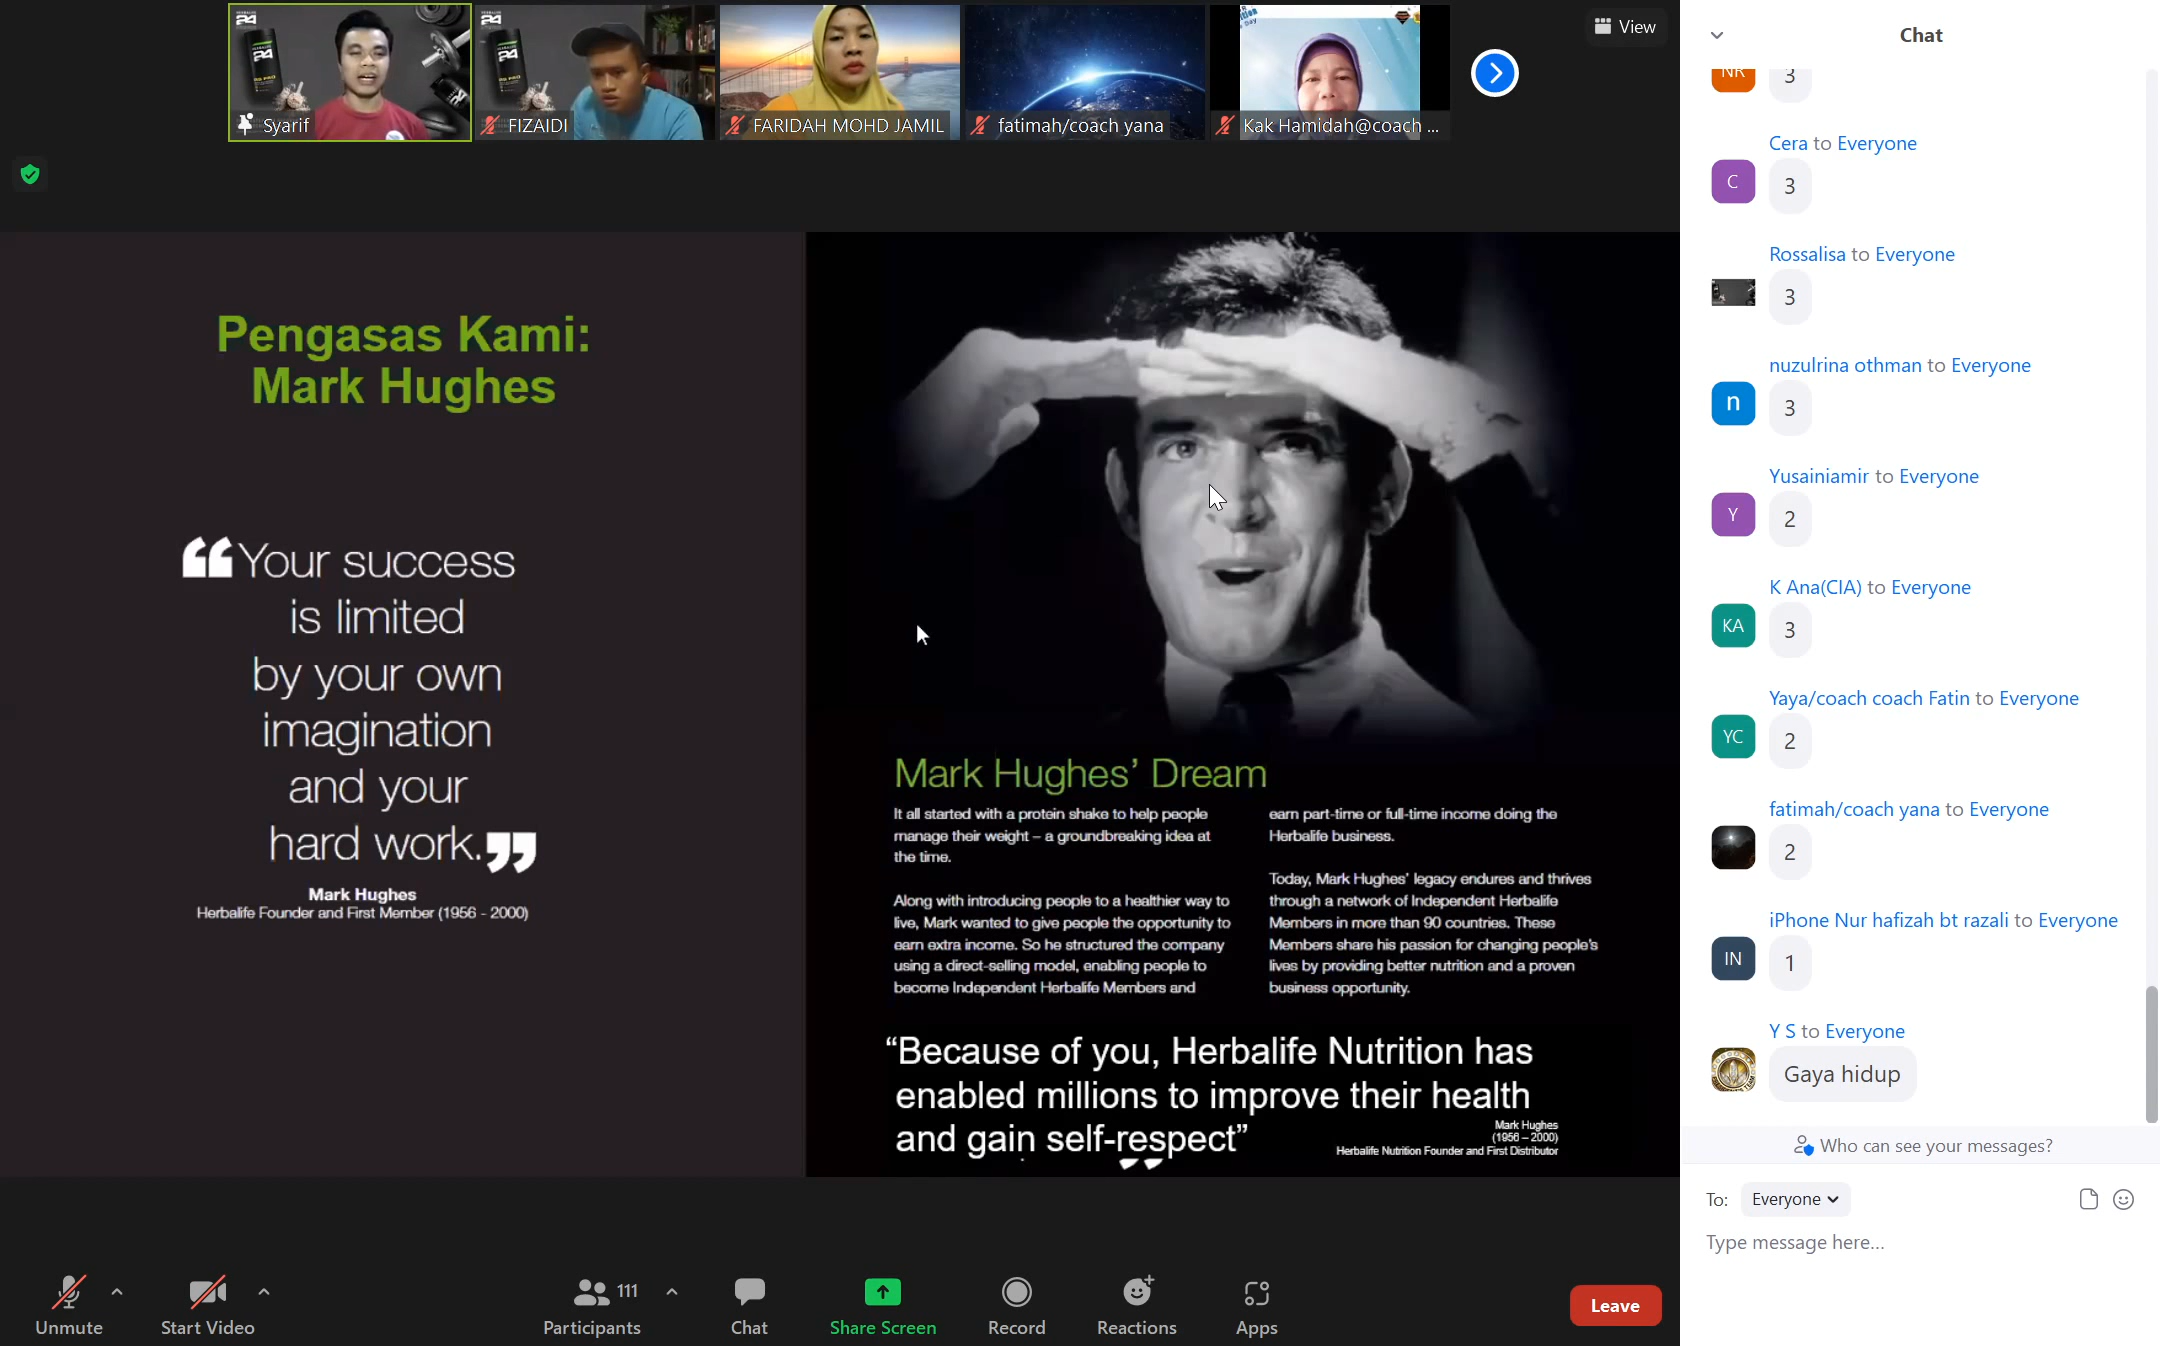 Syarif
FIZAIDI
FARIDAH MOHD JAMIL
fatimah/coach yana
Kak Hamidah@coach ...
View
Pengasas Kami:
Mark Hughes
“Your success
is limited
by your own
imagination
and your
hard work.”
Mark Hughes
Herbalife Founder and First Member (1956 - 2000)
Mark Hughes’ Dream
It all started with a protein shake to help people
manage their weight – a groundbreaking idea at
the time.
Along with introducing people to a healthier way to
live, Mark wanted to give people the opportunity to
earn extra income. So he structured the company
using a direct-selling model, enabling people to
become Independent Herbalife Members and
earn part-time or full-time income doing the
Herbalife business.
Today, Mark Hughes’ legacy endures and thrives
through a network of Independent Herbalife
Members in more than 90 countries. These
Members share his passion for changing people’s
lives by providing better nutrition and a proven
business opportunity.
“Because of you, Herbalife Nutrition has
enabled millions to improve their health
and gain self-respect”
Mark Hughes
(1956 – 2000)
Herbalife Nutrition Founder and First Distributor
Unmute
Start Video
111
Participants
Chat
Share Screen
Record
Reactions
Apps
Leave
Chat
NR
3
Cera to Everyone
C
3
Rossalisa to Everyone
3
nuzulrina othman to Everyone
n
3
Yusainiamir to Everyone
Y
2
K Ana(CIA) to Everyone
KA
3
Yaya/coach coach Fatin to Everyone
YC
2
fatimah/coach yana to Everyone
2
iPhone Nur hafizah bt razali to Everyone
IN
1
Y S to Everyone
Gaya hidup
Who can see your messages?
To: Everyone
Type message here...